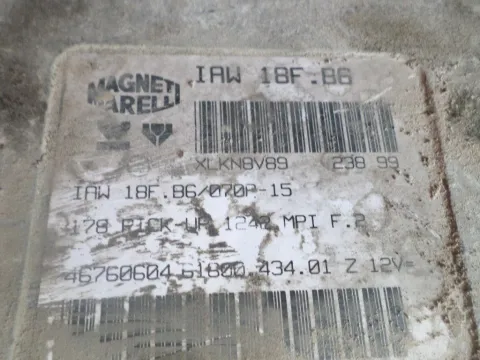 MAGNETI
MARELLI
IAW 18F.B6
XLKN8V89 238 99
IAW 18F.B6/070P-15
178 PICK-UP 1242 MPI F.2
46760604 61800.434.01 Z 12V=